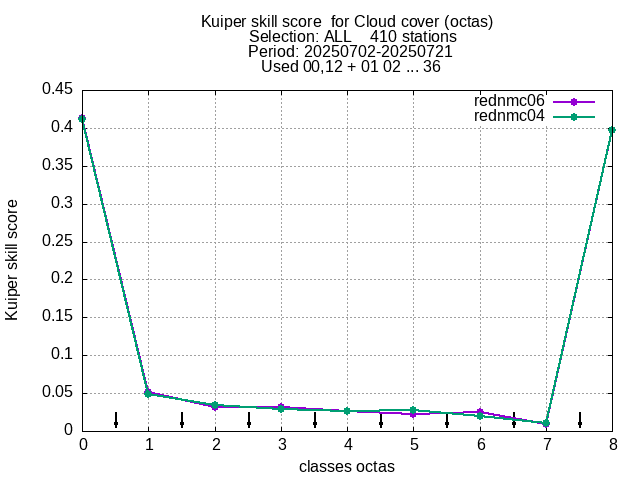 Kuiper skill score  for Cloud cover (octas)
Selection: ALL    410 stations
Period: 20250702-20250721
Used 00,12 + 01 02 ... 36
rednmc06
rednmc04
0.45
0.4
0.35
0.3
0.25
0.2
0.15
0.1
0.05
0
Kuiper skill score
0 1 2 3 4 5 6 7 8
classes octas